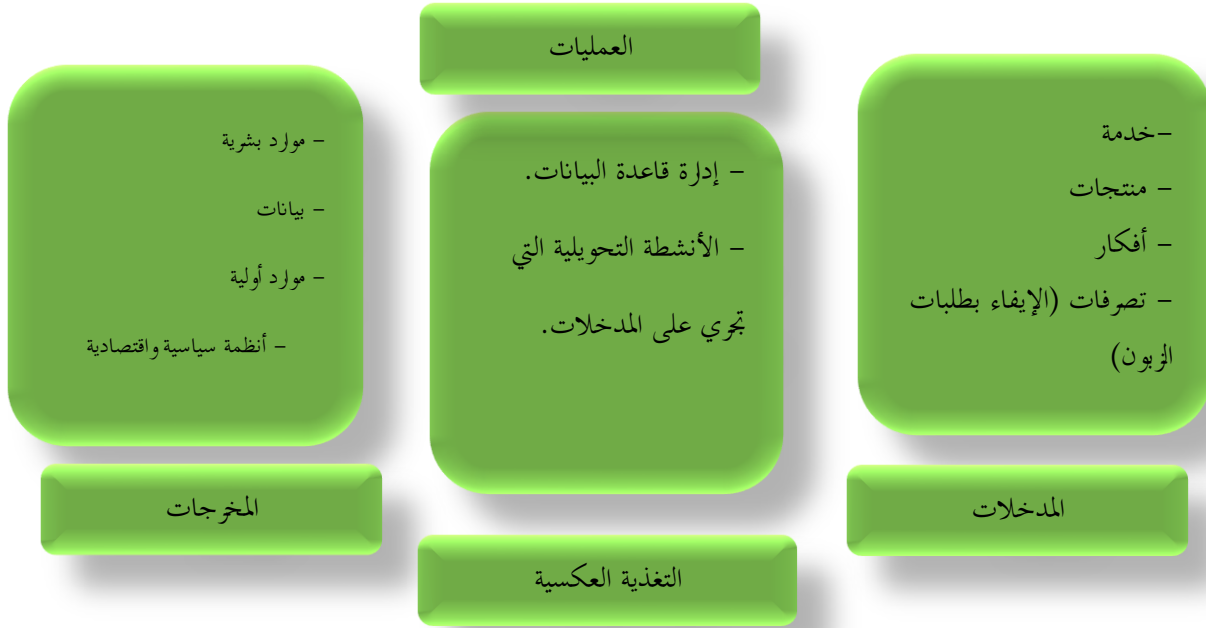 العمليات
-خدمة
- منتجات
- أفكار
- تصرفات (الإيفاء بطلبات
الزبون)
المدخلات
- إدارة قاعدة البيانات.
- الأنشطة التحويلية التي
تجري على المدخلات.
- موارد بشرية
- بيانات
- موارد أولية
- أنظمة سياسية واقتصادية
المخرجات
التغذية العكسية